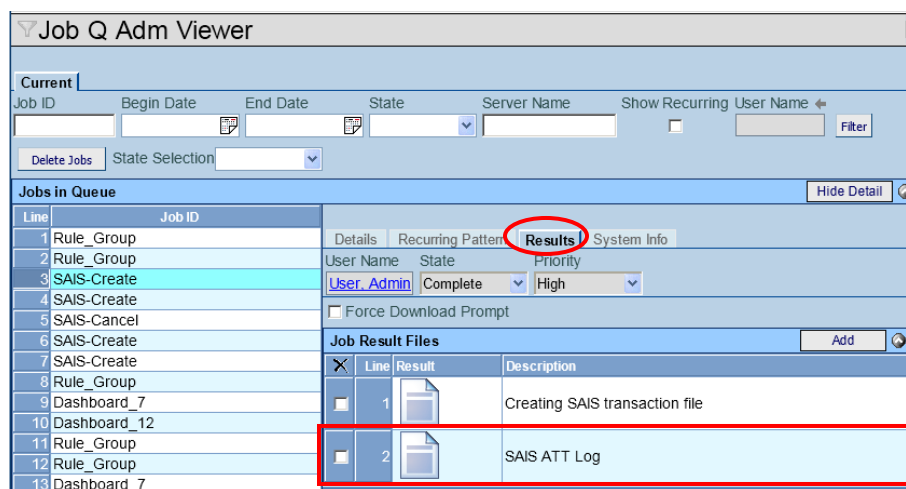 Job Q Adm Viewer
Current
Job ID Begin Date End Date State Server Name Show Recurring User Name
Filter
Delete Jobs State Selection
Jobs in Queue Hide Detail
Line Job ID
1 Rule_Group
2 Rule_Group
3 SAIS-Create
4 SAIS-Create
5 SAIS-Cancel
6 SAIS-Create
7 SAIS-Create
8 Rule_Group
9 Dashboard_7
10 Dashboard_12
11 Rule_Group
12 Rule_Group
13 Dashboard_7
Details Recurring Pattern Results System Info
User Name State Priority
User, Admin Complete High
Force Download Prompt
Job Result Files Add
X Line Result Description
1 Creating SAIS transaction file
2 SAIS ATT Log